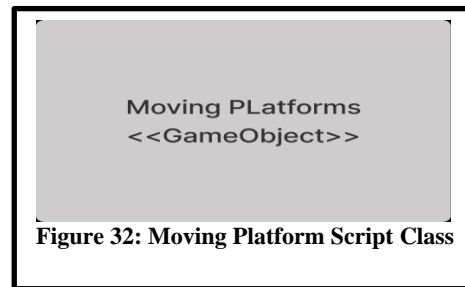 Moving PLatforms
<<GameObject>>
Figure 32: Moving Platform Script Class